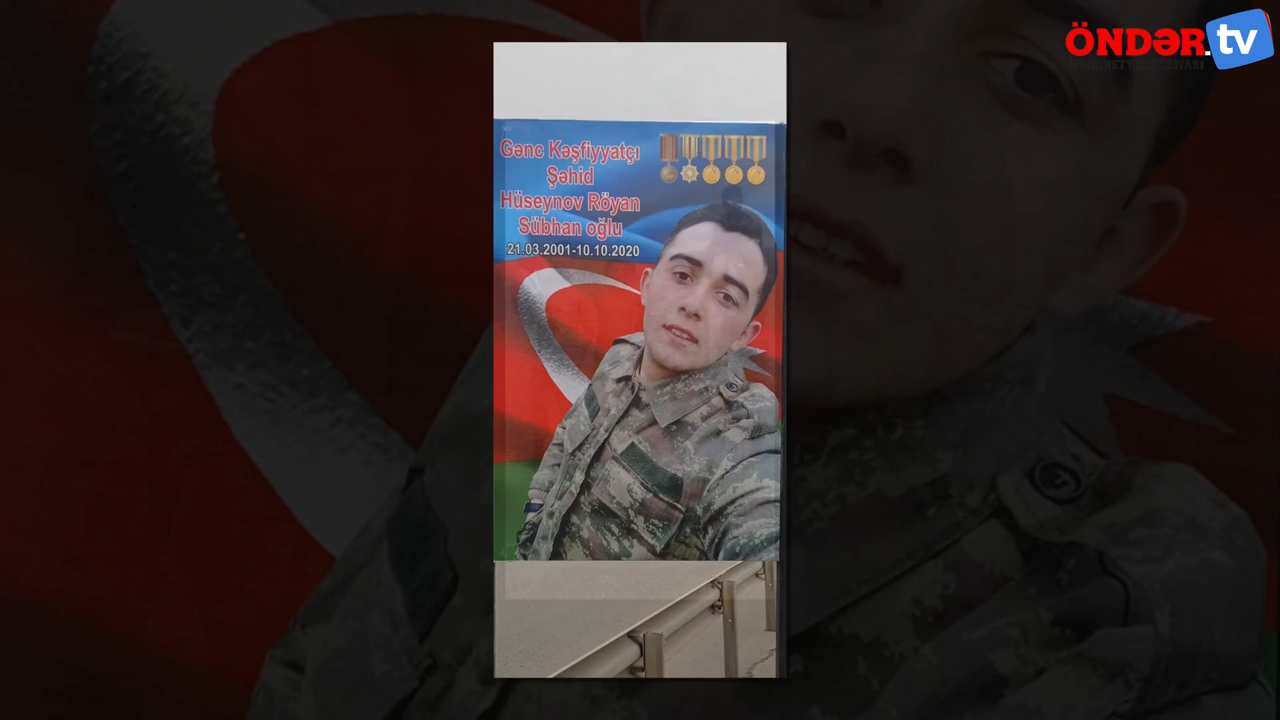 ÖNDƏR.tv
Gənc Kəşfiyyatçı
Şəhid
Hüseynov Röyan
Sübhan oğlu
21.03.2001-10.10.2020